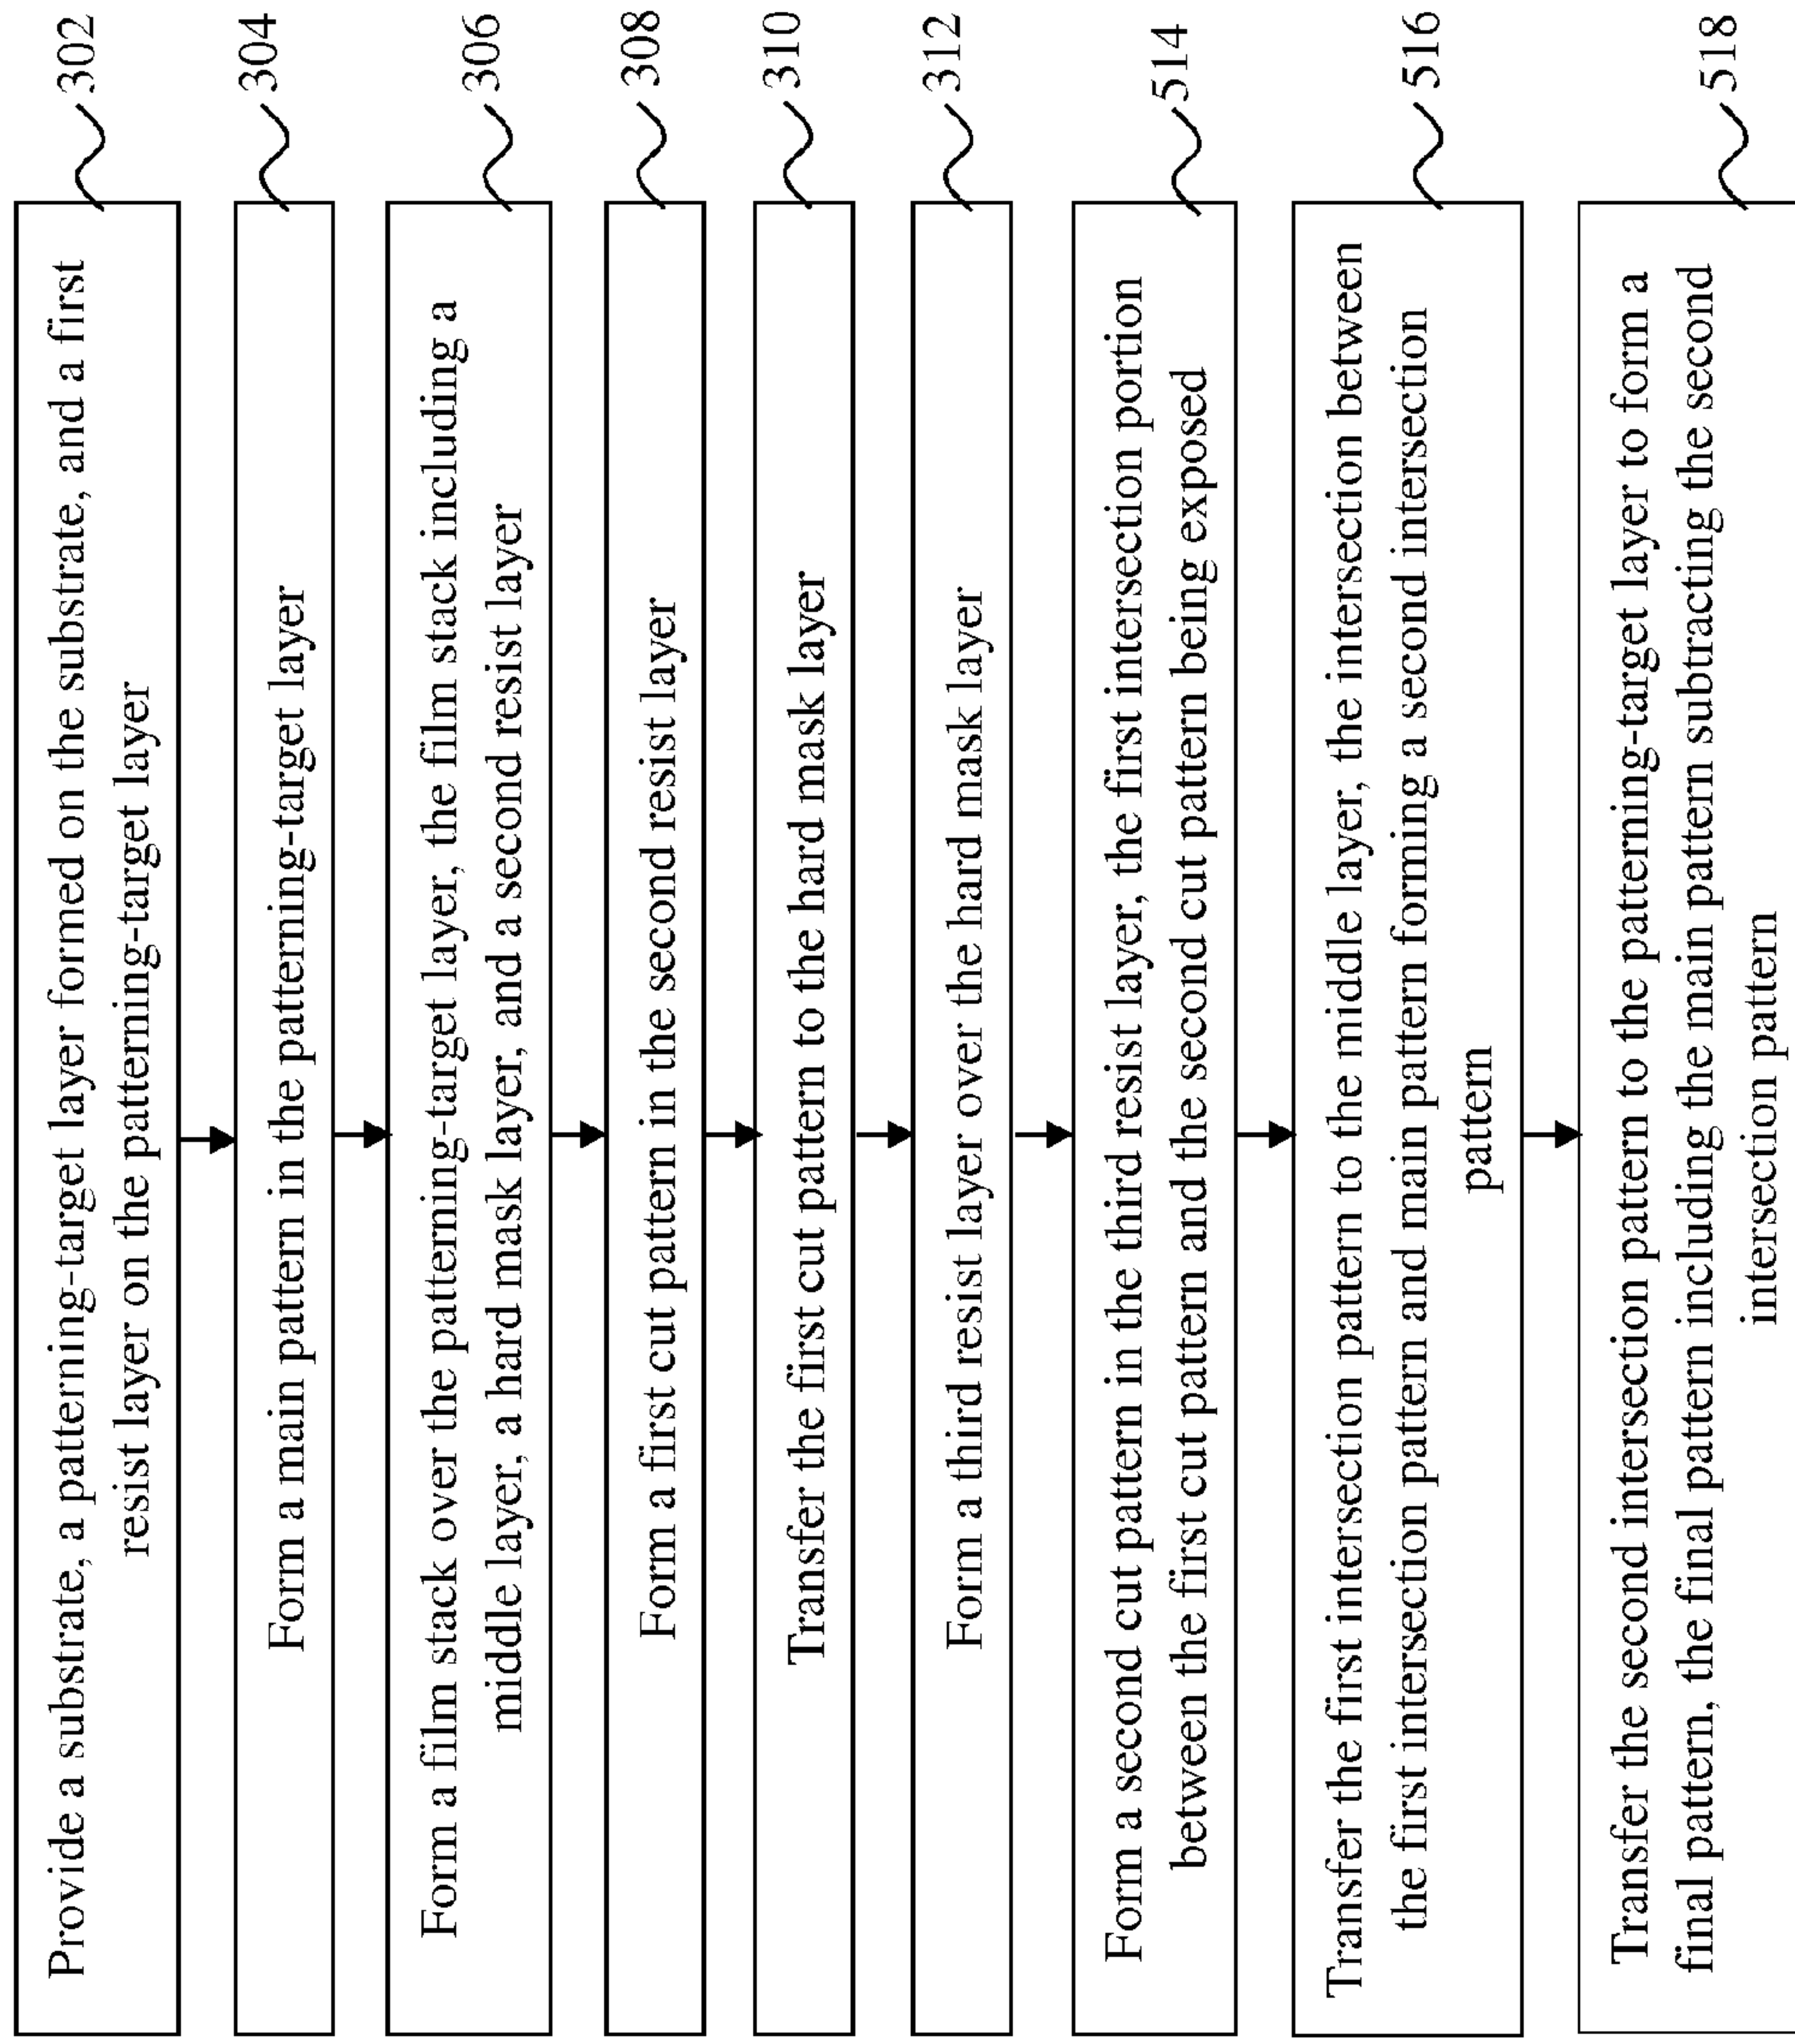 Provide a substrate, a patterning-target layer formed on the substrate, and a first
resist layer on the patterning-target layer
302
Form a main pattern in the patterning-target layer
304
Form a film stack over the patterning-target layer, the film stack including a
middle layer, a hard mask layer, and a second resist layer
306
Form a first cut pattern in the second resist layer
308
Transfer the first cut pattern to the hard mask layer
310
Form a third resist layer over the hard mask layer
312
Form a second cut pattern in the third resist layer, the first intersection portion
between the first cut pattern and the second cut pattern being exposed
514
Transfer the first intersection pattern to the middle layer, the intersection between
the first intersection pattern and main pattern forming a second intersection
pattern
516
Transfer the second intersection pattern to the patterning-target layer to form a
final pattern, the final pattern including the main pattern subtracting the second
intersection pattern
518